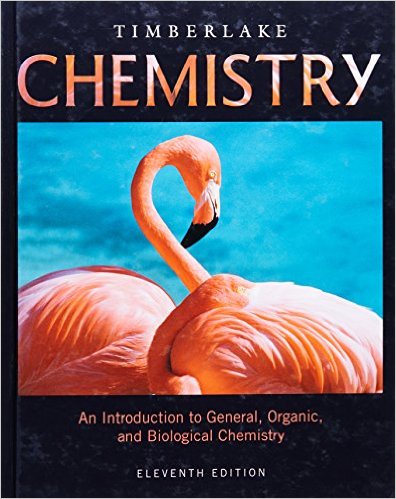 TIMBERLAKE
CHEMISTRY
An Introduction to General, Organic,
and Biological Chemistry
ELEVENTH EDITION